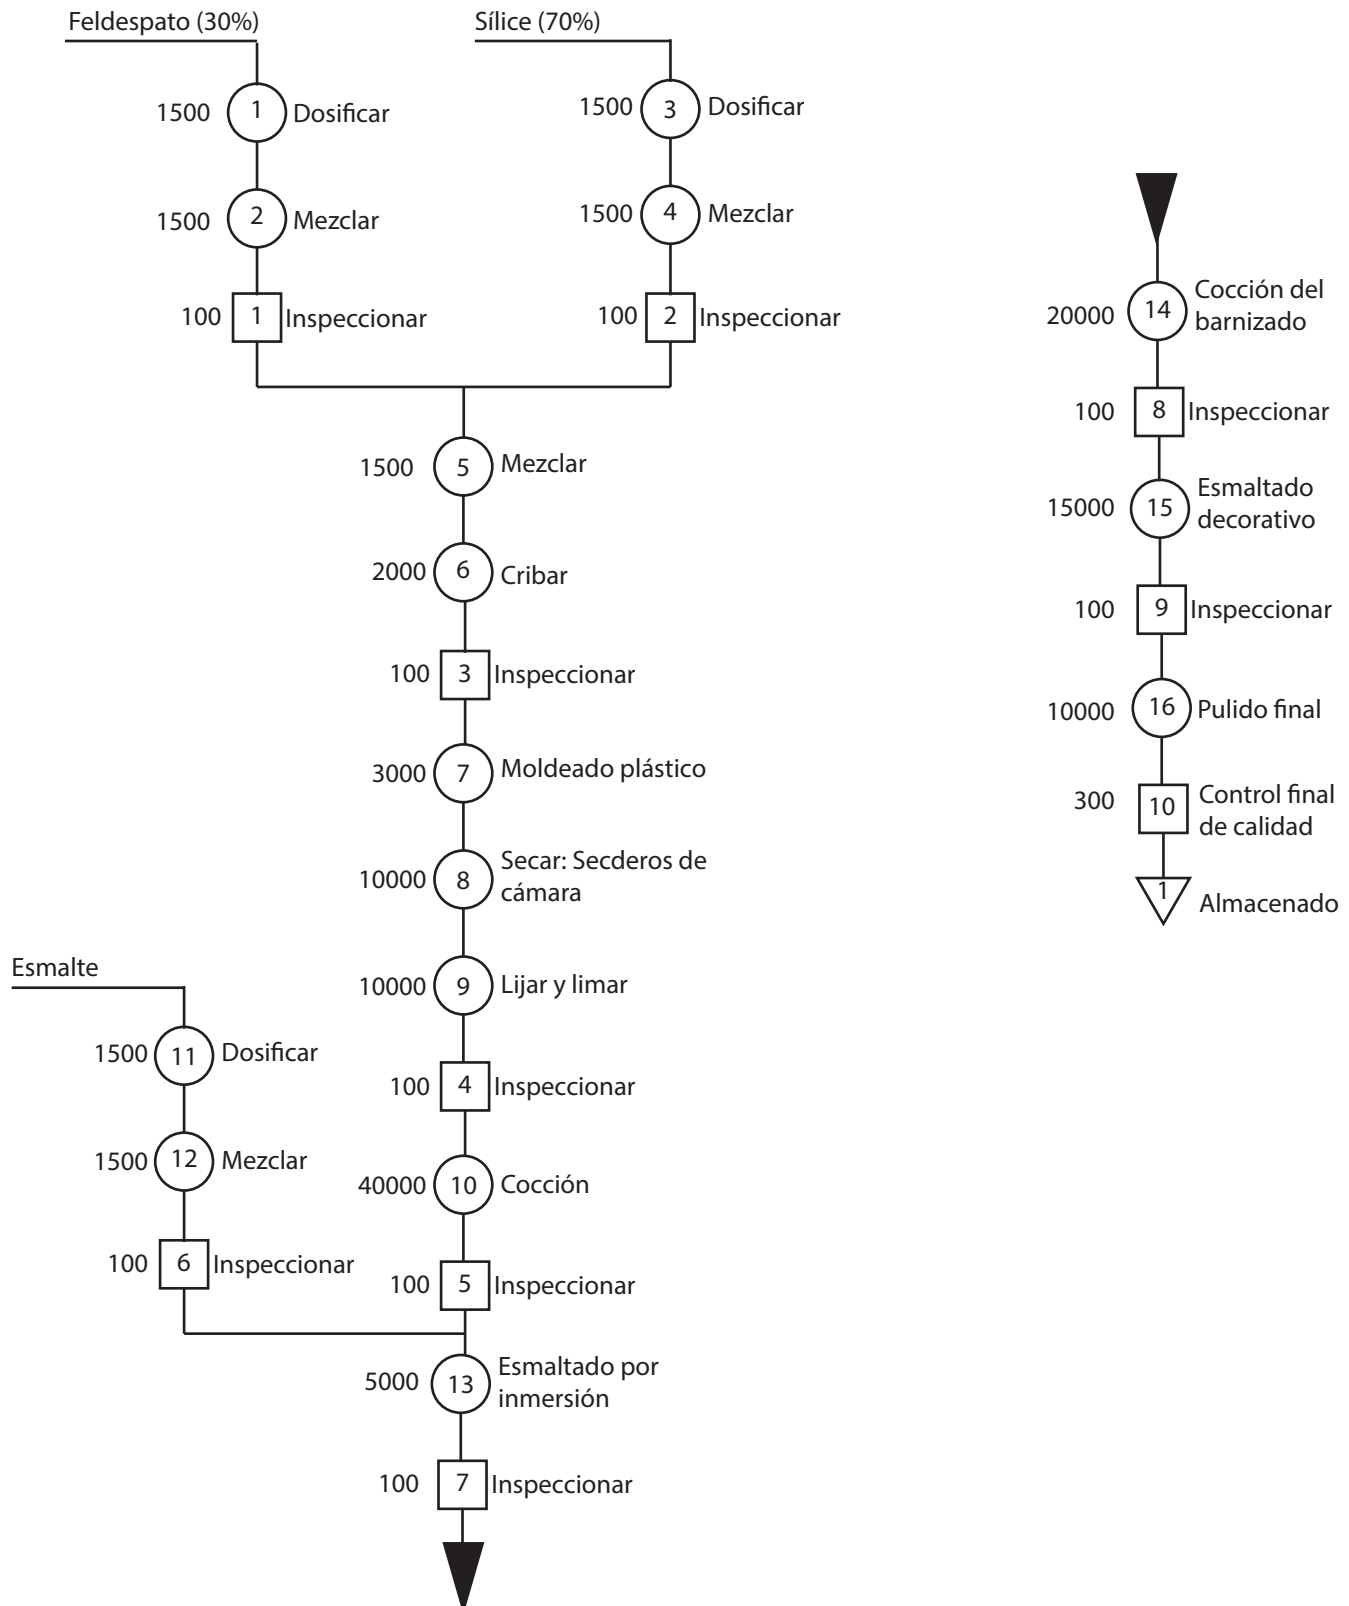 Feldespato (30%)
1500 1 Dosificar
1500 2 Mezclar
100 1 Inspeccionar
Sílice (70%)
1500 3 Dosificar
1500 4 Mezclar
100 2 Inspeccionar
1500 5 Mezclar
2000 6 Cribar
100 3 Inspeccionar
3000 7 Moldeado plástico
10000 8 Secar: Secderos de
cámara
10000 9 Lijar y limar
100 4 Inspeccionar
40000 10 Cocción
100 5 Inspeccionar
Esmalte
1500 11 Dosificar
1500 12 Mezclar
100 6 Inspeccionar
5000 13 Esmaltado por
inmersión
100 7 Inspeccionar
20000 14 Cocción del
barnizado
100 8 Inspeccionar
15000 15 Esmaltado
decorativo
100 9 Inspeccionar
10000 16 Pulido final
300 10 Control final
de calidad
1 Almacenado